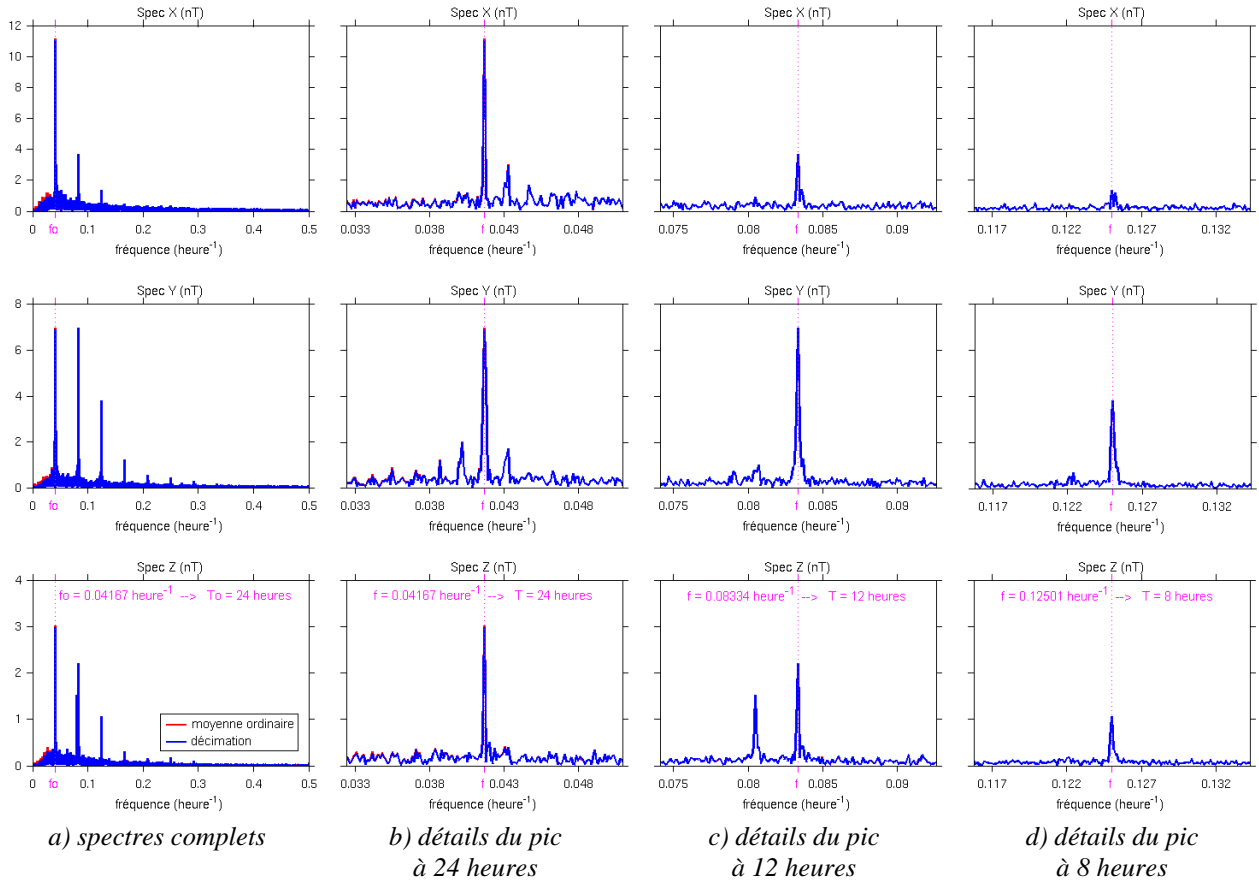 Spec X (nT)
Spec X (nT)
Spec X (nT)
Spec X (nT)
12
10
8
6
4
2
0
0 fo 0.1 0.2 0.3 0.4 0.5
0.033 0.038 f 0.043 0.048
0.075 0.08 f 0.085 0.09
0.117 0.122 f 0.127 0.132
fréquence (heure⁻¹)
fréquence (heure⁻¹)
fréquence (heure⁻¹)
fréquence (heure⁻¹)
Spec Y (nT)
Spec Y (nT)
Spec Y (nT)
Spec Y (nT)
8
6
4
2
0
0 fo 0.1 0.2 0.3 0.4 0.5
0.033 0.038 f 0.043 0.048
0.075 0.08 f 0.085 0.09
0.117 0.122 f 0.127 0.132
fréquence (heure⁻¹)
fréquence (heure⁻¹)
fréquence (heure⁻¹)
fréquence (heure⁻¹)
Spec Z (nT)
Spec Z (nT)
Spec Z (nT)
Spec Z (nT)
4
3
2
1
0
fo = 0.04167 heure⁻¹ --> To = 24 heures
f = 0.04167 heure⁻¹ --> T = 24 heures
f = 0.08334 heure⁻¹ --> T = 12 heures
f = 0.12501 heure⁻¹ --> T = 8 heures
moyenne ordinaire
décimation
0 fo 0.1 0.2 0.3 0.4 0.5
0.033 0.038 f 0.043 0.048
0.075 0.08 f 0.085 0.09
0.117 0.122 f 0.127 0.132
fréquence (heure⁻¹)
fréquence (heure⁻¹)
fréquence (heure⁻¹)
fréquence (heure⁻¹)
a) spectres complets
b) détails du pic
à 24 heures
c) détails du pic
à 12 heures
d) détails du pic
à 8 heures